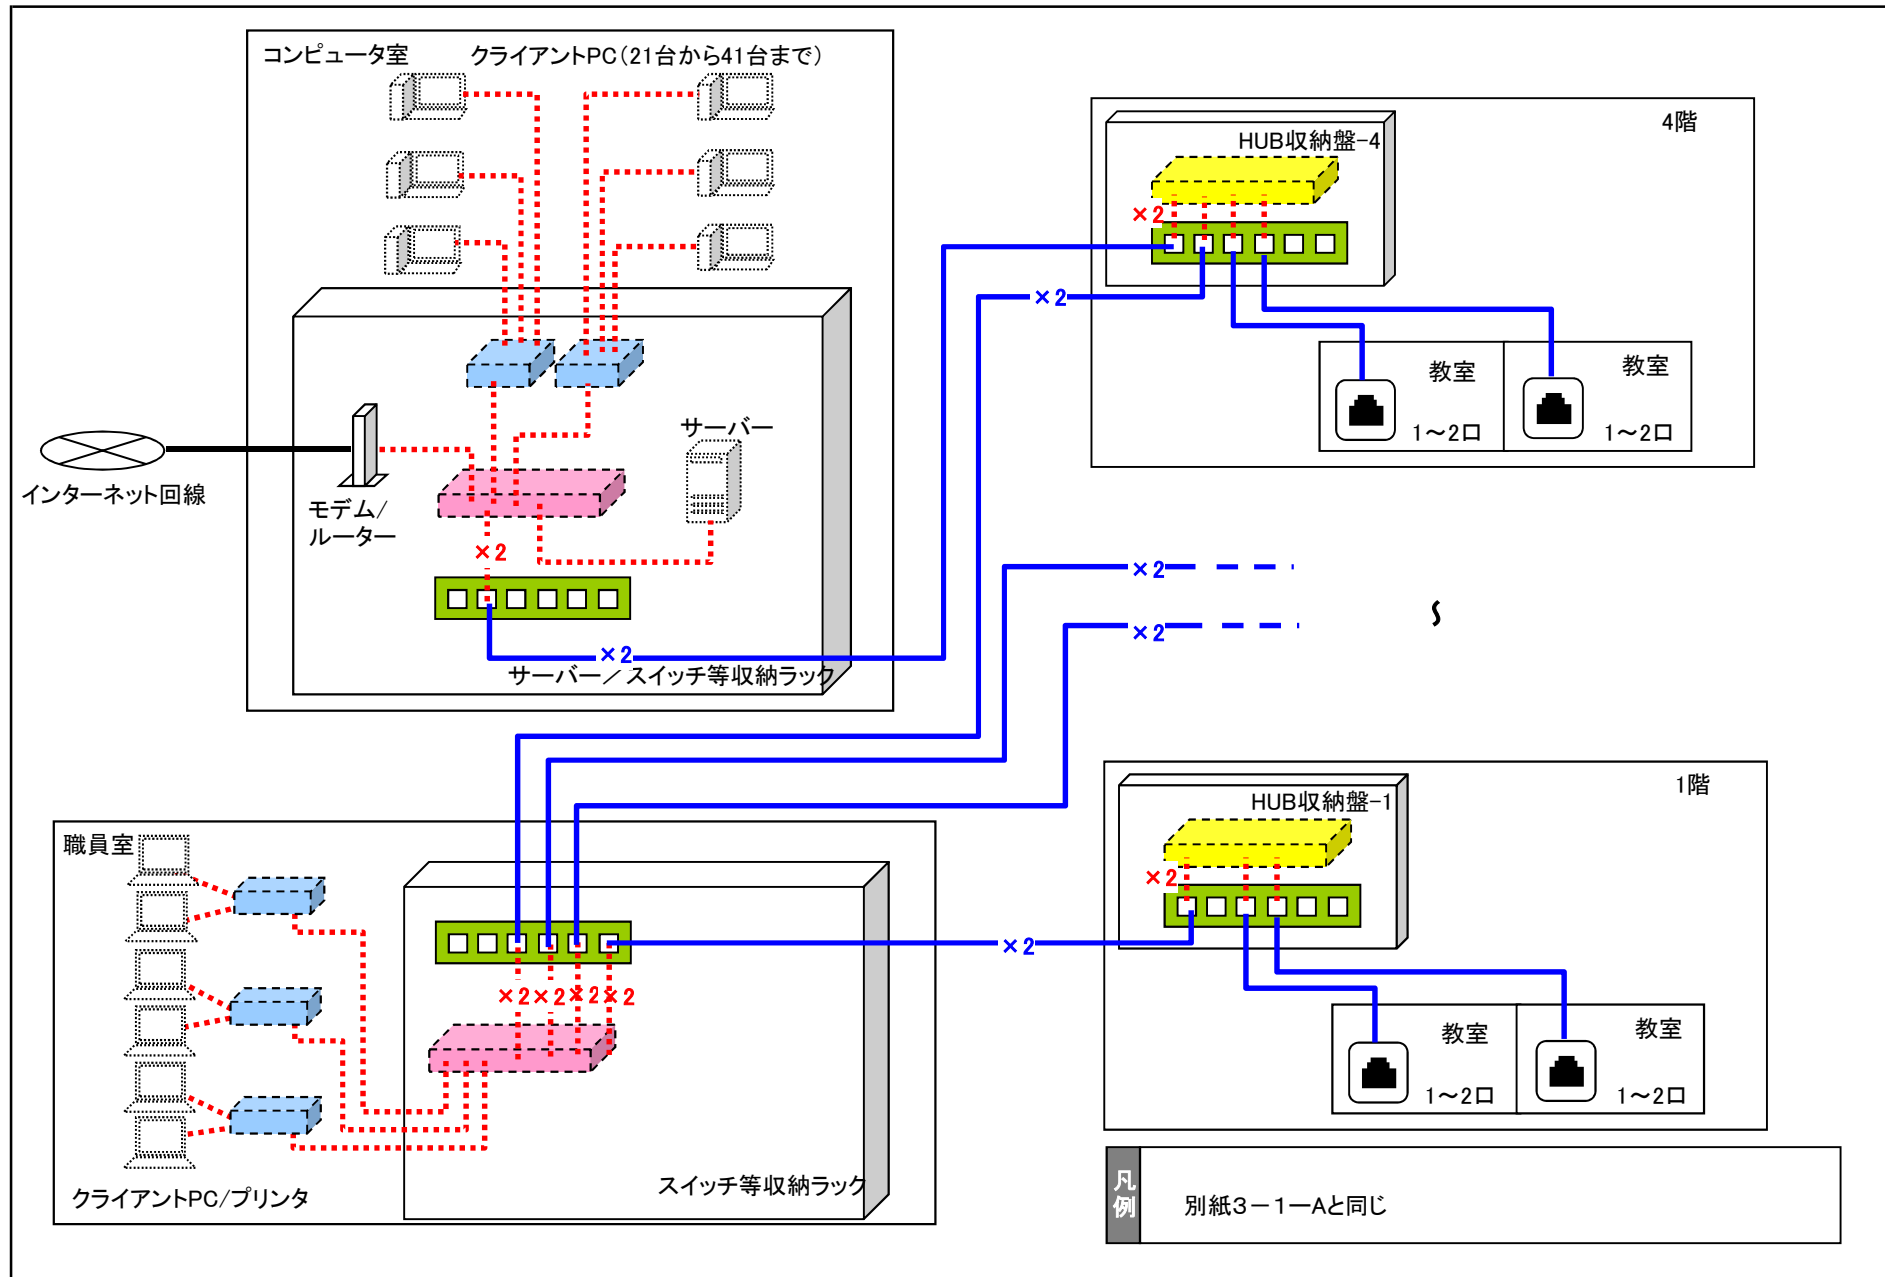 コンピュータ室
クライアントPC(21台から41台まで)
インターネット回線
モデム/
ルーター
サーバー
×2
×2
サーバー/スイッチ等収納ラック
4階
HUB収納盤-4
×2
×2
教室
1~2口
教室
1~2口
×2
×2
~
職員室
クライアントPC/プリンタ
×2
×2
×2
×2
スイッチ等収納ラック
×2
1階
HUB収納盤-1
×2
教室
1~2口
教室
1~2口
凡
例
別紙3-1ーAと同じ